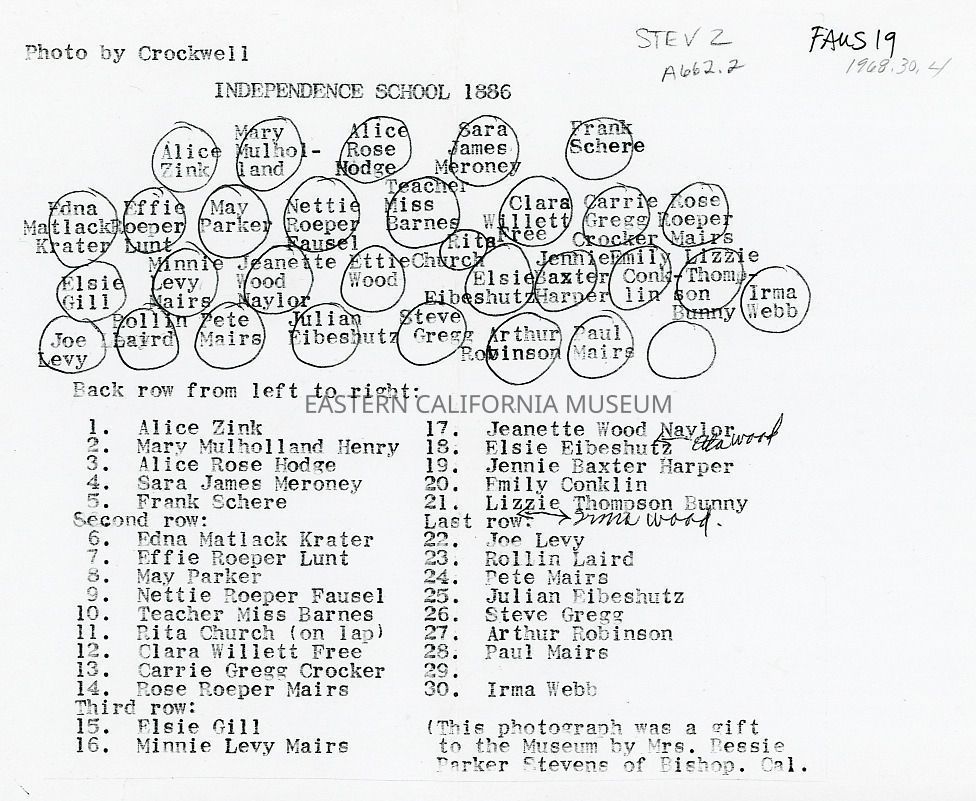 Photo by Crockwell
STEV 2
FAUS 19
A662.2
1968.30.4
INDEPENDENCE SCHOOL 1886
Alice Zink
Mary Mulhol-land
Alice Rose Hodge
Sara James Meroney
Frank Schere
Edna Matlack Krater
Effie Roeper Lunt
May Parker
Nettie Roeper Fausel
Teacher Miss Barnes
Rita Church
Clara Willett Free
Carrie Gregg Crocker
Rose Roeper Mairs
Elsie Gill
Minnie Levy Mairs
Jeanette Wood Naylor
Ettie Wood
Elsie Eibeshutz
Jennie Baxter Harper
Emily Conk-lin
Lizzie Thomp-son Bunny
Irma Webb
Joe Levy
Rollin Laird
Pete Mairs
Julian Eibeshutz
Steve Gregg
Arthur Robinson
Paul Mairs
Back row from left to right:
EASTERN CALIFORNIA MUSEUM
1. Alice Zink
2. Mary Mulholland Henry
3. Alice Rose Hodge
4. Sara James Meroney
5. Frank Schere
Second row:
6. Edna Matlack Krater
7. Effie Roeper Lunt
8. May Parker
9. Nettie Roeper Fausel
10. Teacher Miss Barnes
11. Rita Church (on lap)
12. Clara Willett Free
13. Carrie Gregg Crocker
14. Rose Roeper Mairs
Third row:
15. Elsie Gill
16. Minnie Levy Mairs
17. Jeanette Wood Naylor
18. Elsie Eibeshutz
Etta wood
19. Jennie Baxter Harper
20. Emily Conklin
21. Lizzie Thompson Bunny
Last row:
Irma wood.
22. Joe Levy
23. Rollin Laird
24. Pete Mairs
25. Julian Eibeshutz
26. Steve Gregg
27. Arthur Robinson
28. Paul Mairs
29.
30. Irma Webb
(This photograph was a gift
to the Museum by Mrs. Bessie
Parker Stevens of Bishop. Cal.